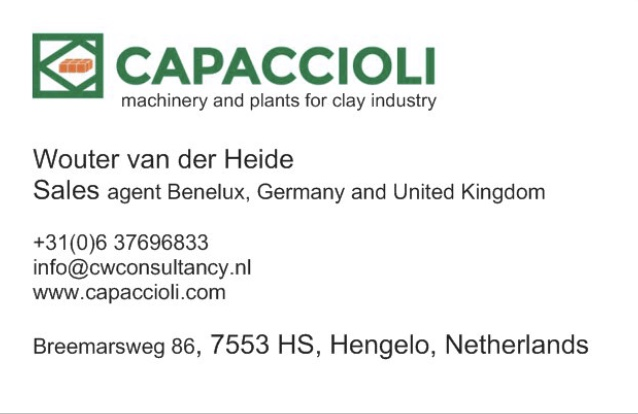 CAPACCIOLI
machinery and plants for clay industry
Wouter van der Heide
Sales agent Benelux, Germany and United Kingdom
+31(0)6 37696833
info@cwconsultancy.nl
www.capaccioli.com
Breemarsweg 86, 7553 HS, Hengelo, Netherlands